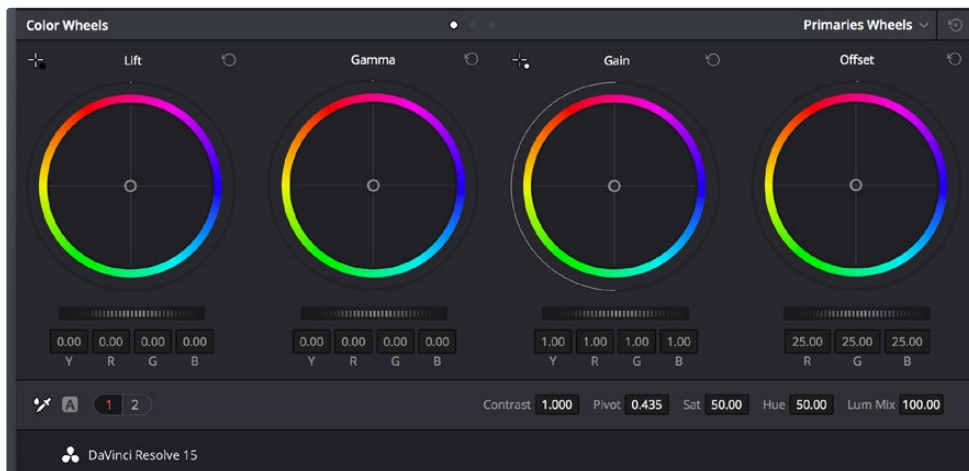 Color Wheels Primaries Wheels
Lift Gamma Gain Offset
0.00 0.00 0.00 0.00 0.00 0.00 0.00 0.00 1.00 1.00 1.00 1.00 25.00 25.00 25.00
Y R G B Y R G B Y R G B R G B
A 1 2 Contrast 1.000 Pivot 0.435 Sat 50.00 Hue 50.00 Lum Mix 100.00
DaVinci Resolve 15